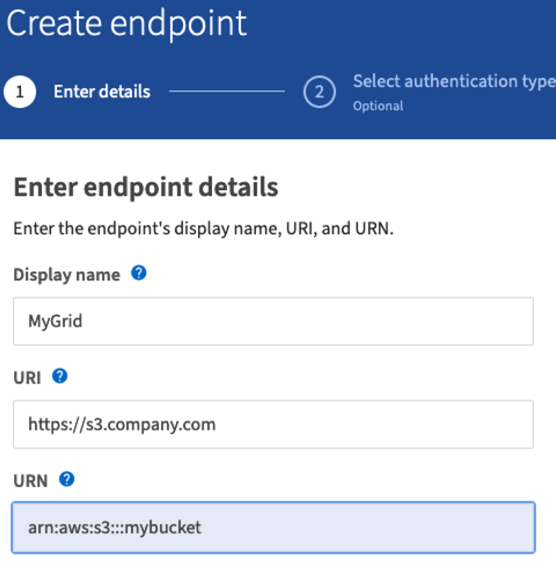 Create endpoint
1 Enter details
2 Select authentication type
Optional
Enter endpoint details
Enter the endpoint's display name, URI, and URN.
Display name ?
MyGrid
URI ?
https://s3.company.com
URN ?
arn:aws:s3:::mybucket